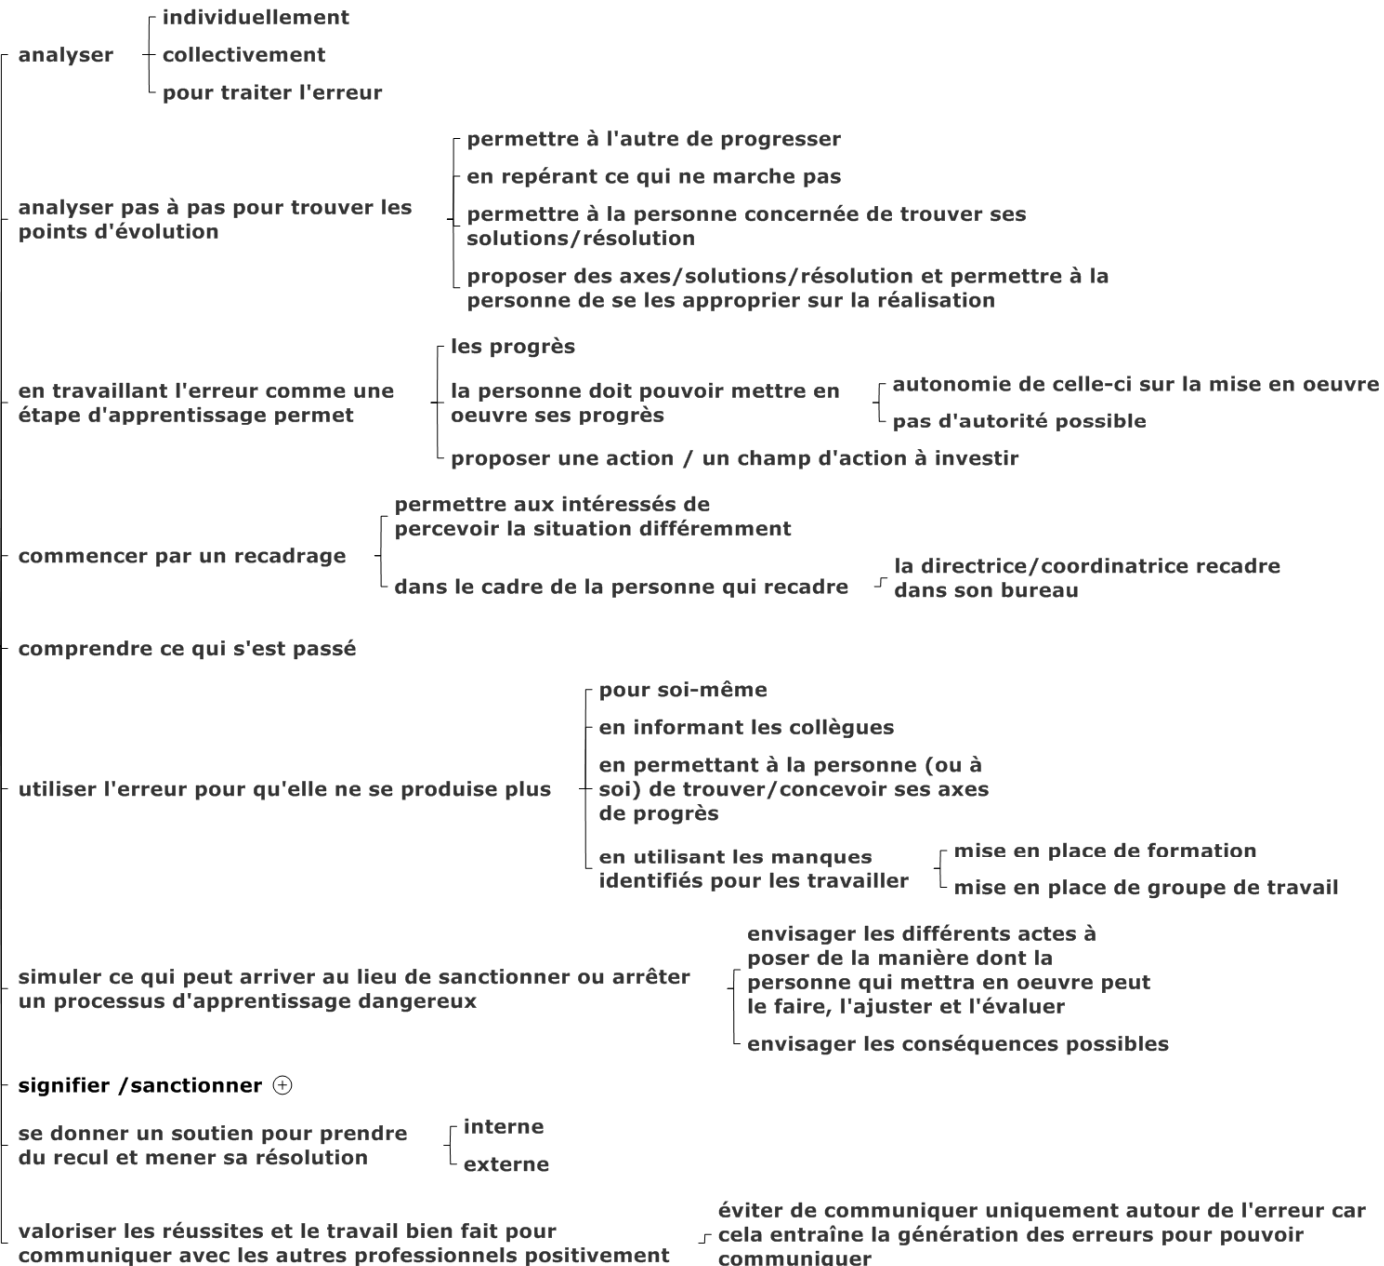 analyser
individuellement
collectivement
pour traiter l'erreur
analyser pas à pas pour trouver les
points d'évolution
permettre à l'autre de progresser
en repérant ce qui ne marche pas
permettre à la personne concernée de trouver ses
solutions/résolution
proposer des axes/solutions/résolution et permettre à la
personne de se les approprier sur la réalisation
en travaillant l'erreur comme une
étape d'apprentissage permet
les progrès
la personne doit pouvoir mettre en
oeuvre ses progrès
autonomie de celle-ci sur la mise en oeuvre
pas d'autorité possible
proposer une action / un champ d'action à investir
commencer par un recadrage
permettre aux intéressés de
percevoir la situation différemment
dans le cadre de la personne qui recadre
la directrice/coordinatrice recadre
dans son bureau
comprendre ce qui s'est passé
utiliser l'erreur pour qu'elle ne se produise plus
pour soi-même
en informant les collègues
en permettant à la personne (ou à
soi) de trouver/concevoir ses axes
de progrès
en utilisant les manques
identifiés pour les travailler
mise en place de formation
mise en place de groupe de travail
simuler ce qui peut arriver au lieu de sanctionner ou arrêter
un processus d'apprentissage dangereux
envisager les différents actes à
poser de la manière dont la
personne qui mettra en oeuvre peut
le faire, l'ajuster et l'évaluer
envisager les conséquences possibles
signifier /sanctionner
se donner un soutien pour prendre
du recul et mener sa résolution
interne
externe
valoriser les réussites et le travail bien fait pour
communiquer avec les autres professionnels positivement
éviter de communiquer uniquement autour de l'erreur car
cela entraîne la génération des erreurs pour pouvoir
communiquer